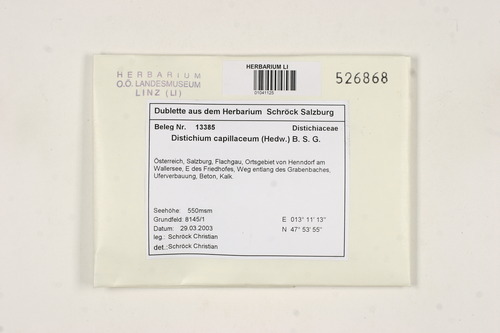 HERBARIUM
O.Ö. LANDESMUSEUM
LINZ (LI)
HERBARIUM LI
01041125
526868
Dublette aus dem Herbarium Schröck Salzburg
Beleg Nr. 13385 Distichiaceae
Distichium capillaceum (Hedw.) B. S. G.
Österreich, Salzburg, Flachgau, Ortsgebiet von Henndorf am
Wallersee, E des Friedhofes, Weg entlang des Grabenbaches,
Uferverbauung, Beton, Kalk.
Seehöhe: 550msm E 013° 11' 13"
Grundfeld: 8145/1 N 47° 53' 55"
Datum: 29.03.2003
leg.: Schröck Christian
det.: Schröck Christian